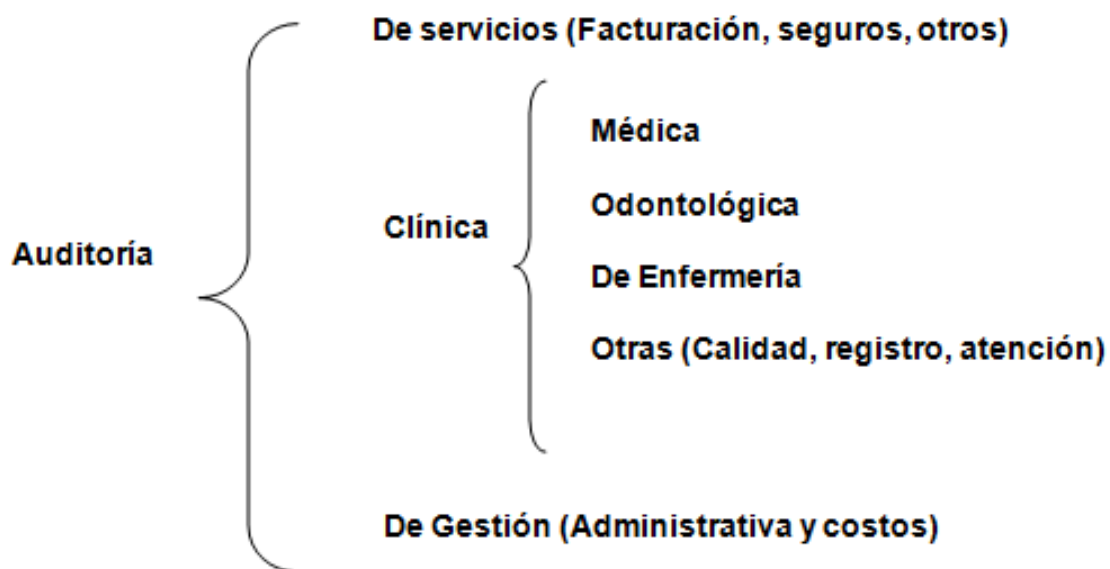 De servicios (Facturación, seguros, otros)
Médica
Odontológica
Clínica
Auditoría
De Enfermería
Otras (Calidad, registro, atención)
De Gestión (Administrativa y costos)